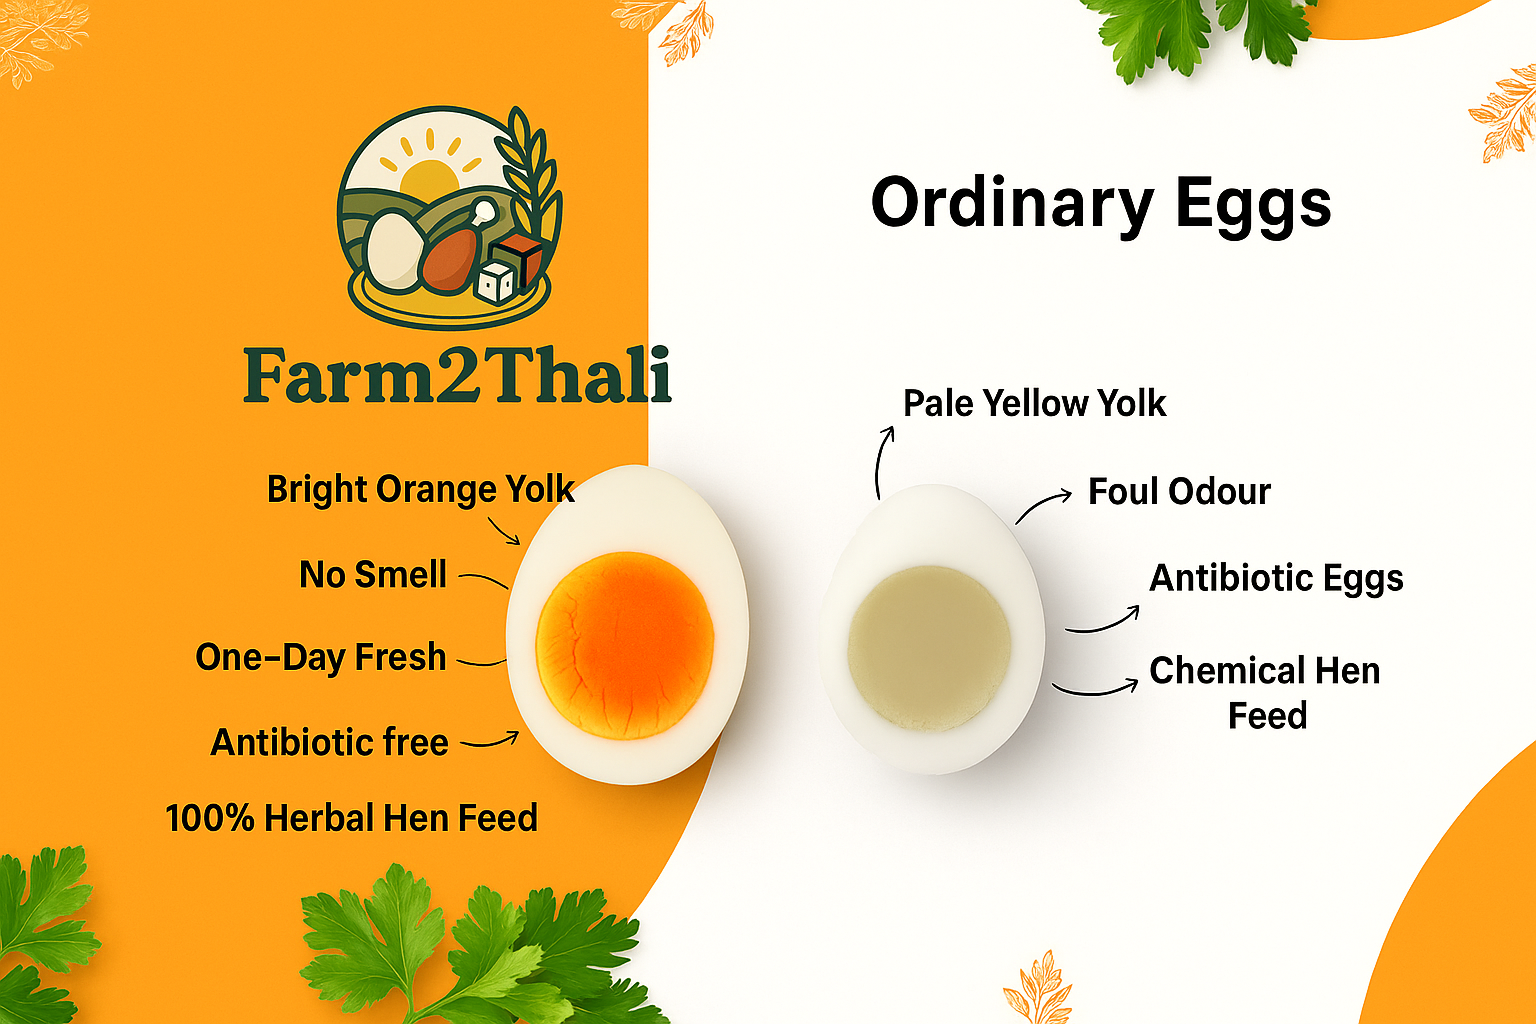 Farm2Thali
Bright Orange Yolk
No Smell
One-Day Fresh
Antibiotic free
100% Herbal Hen Feed
Ordinary Eggs
Pale Yellow Yolk
Foul Odour
Antibiotic Eggs
Chemical Hen
Feed